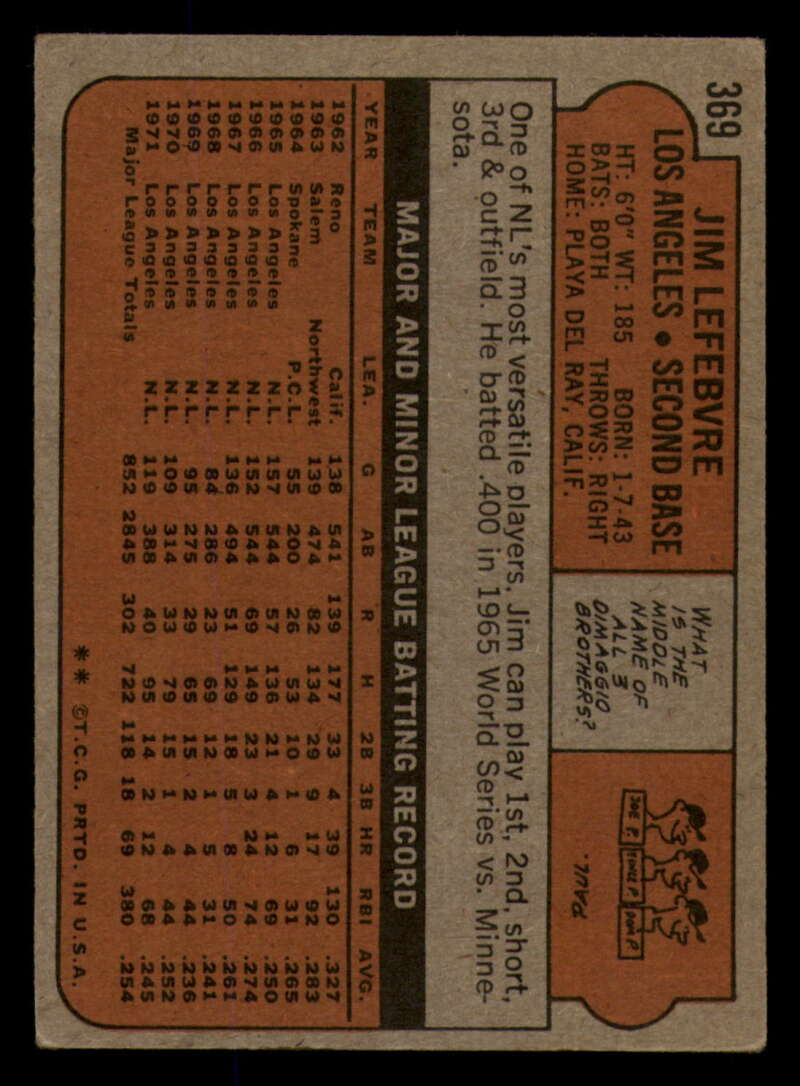 369
JIM LEFEBVRE
LOS ANGELES • SECOND BASE
HT: 6'0" WT: 185 BORN: 1-7-43
BATS: BOTH THROWS: RIGHT
HOME: PLAYA DEL RAY, CALIF.
WHAT
IS THE
MIDDLE
NAME OF
ALL 3
DIMAGGIO
BROTHERS?
JOE P.
VINCE P.
DOM P.
PAUL.
One of NL's most versatile players, Jim can play 1st, 2nd, short,
3rd & outfield. He batted .400 in 1965 World Series vs. Minne-
sota.
MAJOR AND MINOR LEAGUE BATTING RECORD
YEAR TEAM LEA. G AB R H 2B 3B HR RBI AVG.
1962 Reno Calif. 138 541 139 177 33 4 39 130 .327
1963 Salem Northwest 139 474 82 134 29 9 17 92 .283
1964 Spokane P.C.L. 55 200 26 53 10 1 6 31 .265
1965 Los Angeles N.L. 157 544 57 136 21 4 12 69 .250
1966 Los Angeles N.L. 152 544 69 149 23 3 24 74 .274
1967 Los Angeles N.L. 136 494 51 129 18 5 8 50 .261
1968 Los Angeles N.L. 84 286 23 69 12 1 5 31 .241
1969 Los Angeles N.L. 95 275 29 65 15 2 4 44 .236
1970 Los Angeles N.L. 109 314 33 79 15 1 4 44 .252
1971 Los Angeles N.L. 119 388 40 95 14 2 12 68 .245
Major League Totals 852 2845 302 722 118 18 69 380 .254
** ©T.C.G. PRTD. IN U.S.A.